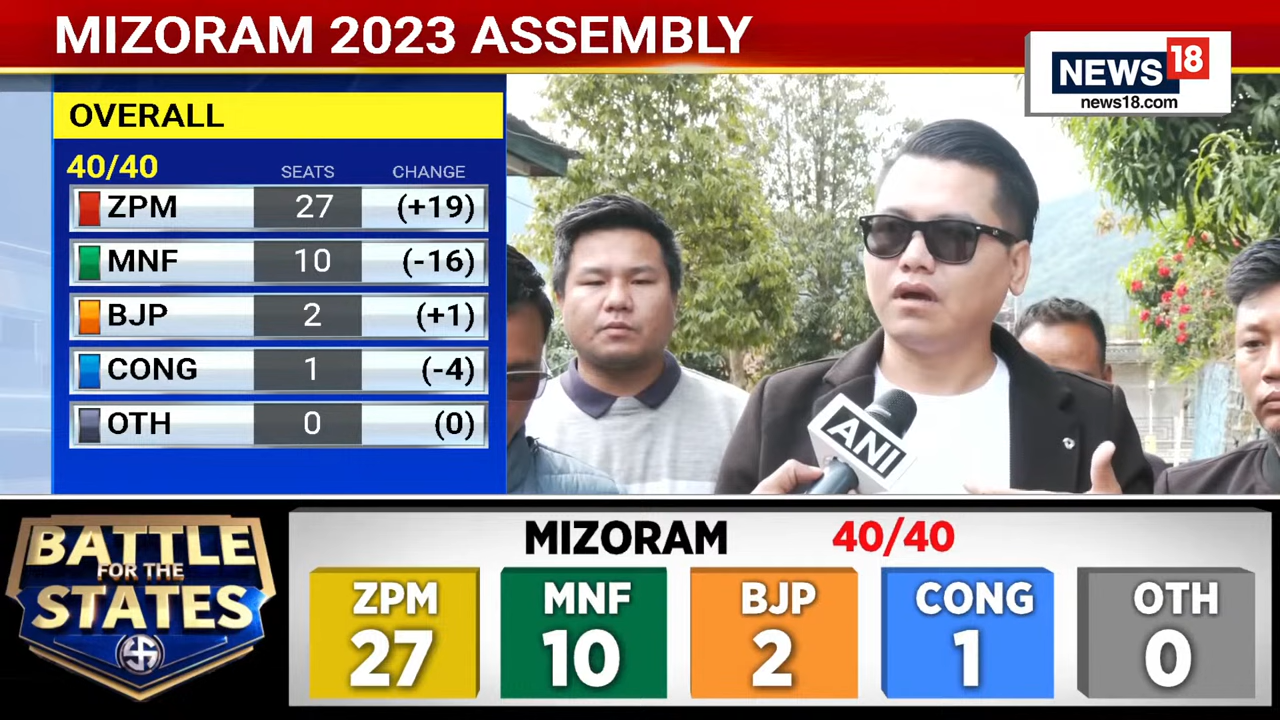 MIZORAM 2023 ASSEMBLY
NEWS 18
news18.com
OVERALL
40/40 SEATS CHANGE
ZPM 27 (+19)
MNF 10 (-16)
BJP 2 (+1)
CONG 1 (-4)
OTH 0 (0)
ANI
BATTLE
FOR THE
STATES
MIZORAM 40/40
ZPM MNF BJP CONG OTH
27 10 2 1 0